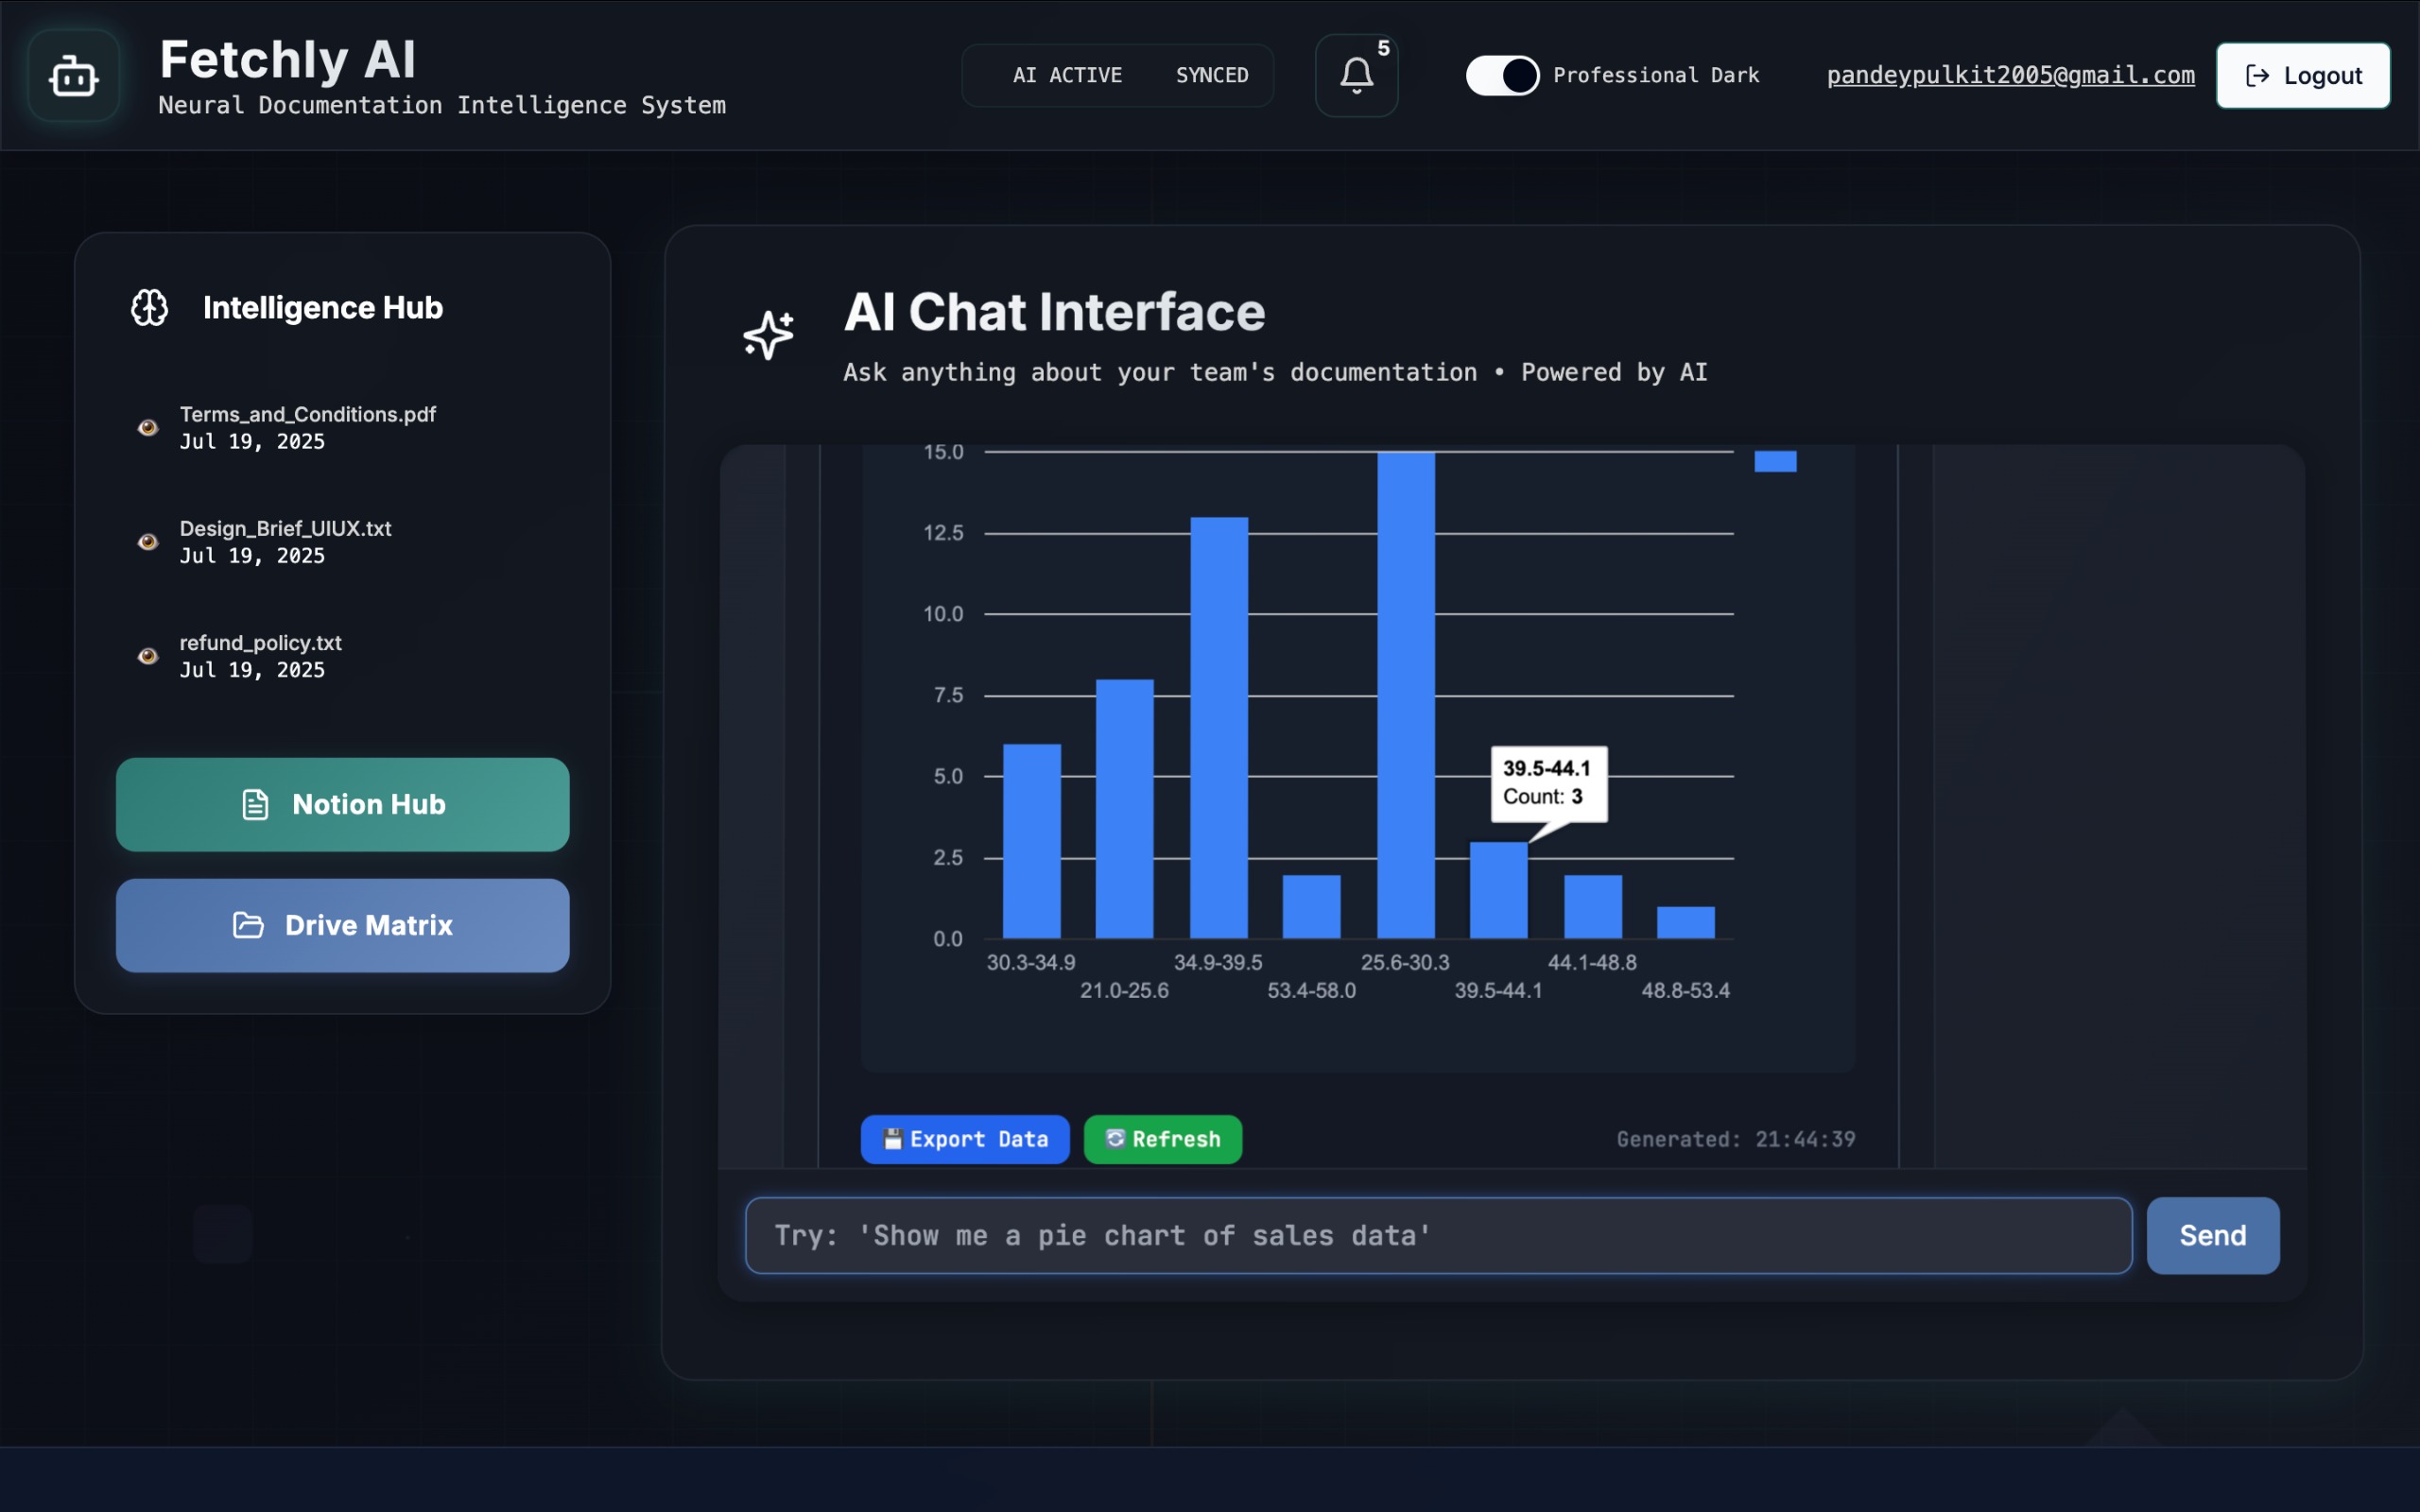 Fetchly AI
Neural Documentation Intelligence System
AI ACTIVE SYNCED
5
Professional Dark
pandeypulkit2005@gmail.com
Logout
Intelligence Hub
Terms_and_Conditions.pdf
Jul 19, 2025
Design_Brief_UIUX.txt
Jul 19, 2025
refund_policy.txt
Jul 19, 2025
Notion Hub
Drive Matrix
AI Chat Interface
Ask anything about your team's documentation • Powered by AI
15.0
12.5
10.0
7.5
5.0
2.5
0.0
39.5-44.1
Count: 3
30.3-34.9 34.9-39.5 25.6-30.3 44.1-48.8
21.0-25.6 53.4-58.0 39.5-44.1 48.8-53.4
Export Data
Refresh
Generated: 21:44:39
Try: 'Show me a pie chart of sales data'
Send